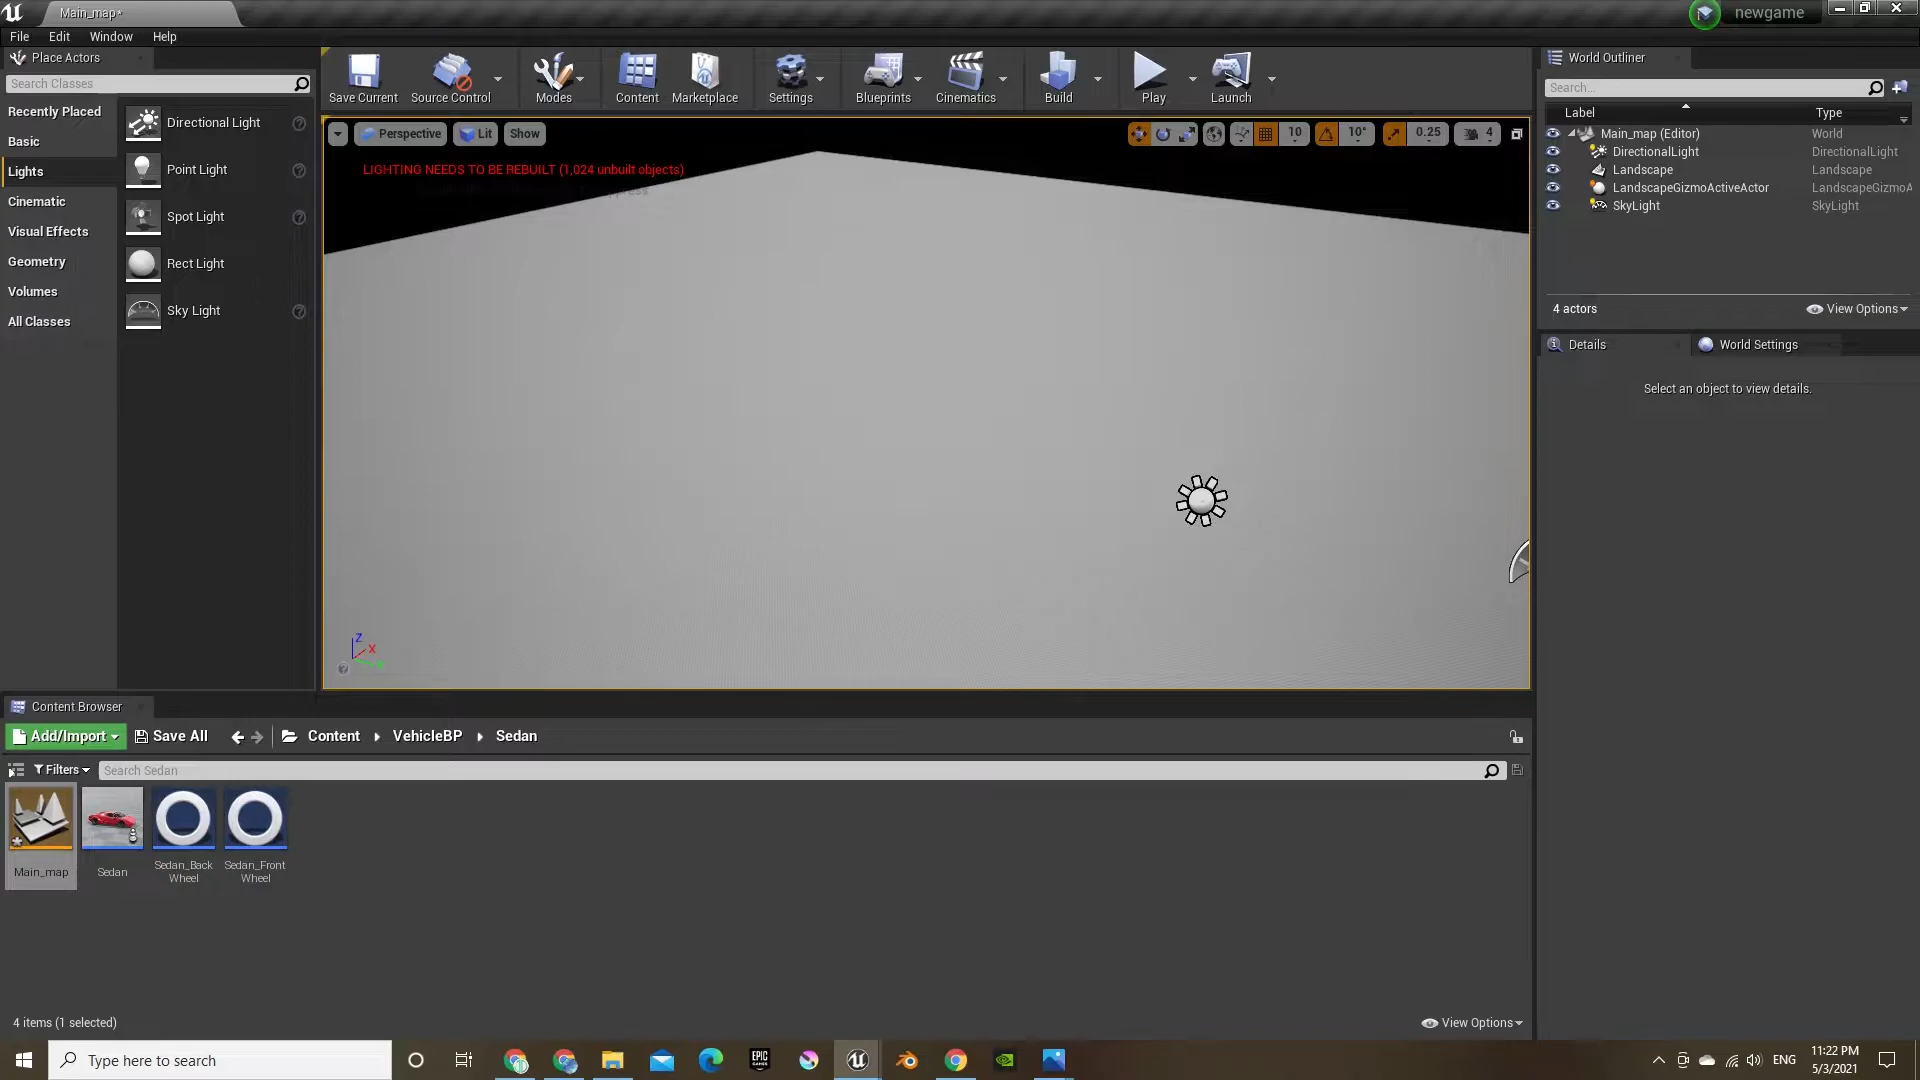 Main_map*
newgame
File Edit Window Help
Place Actors
Search Classes
Recently Placed
Basic
Lights
Cinematic
Visual Effects
Geometry
Volumes
All Classes
Directional Light
Point Light
Spot Light
Rect Light
Sky Light
Save Current
Source Control
Modes
Content
Marketplace
Settings
Blueprints
Cinematics
Build
Play
Launch
Perspective
Lit
Show
10
10°
0.25
4
LIGHTING NEEDS TO BE REBUILT (1,024 unbuilt objects)
Z
X
World Outliner
Search...
Label Type
Main_map (Editor) World
DirectionalLight DirectionalLight
Landscape Landscape
LandscapeGizmoActiveActor LandscapeGizmoA
SkyLight SkyLight
4 actors
View Options
Details
World Settings
Select an object to view details.
Content Browser
Add/Import
Save All
Content
VehicleBP
Sedan
Filters
Search Sedan
Main_map
Sedan
Sedan_Back
Wheel
Sedan_Front
Wheel
4 items (1 selected)
View Options
Type here to search
EPIC
GAMES
ENG
11:22 PM
5/3/2021